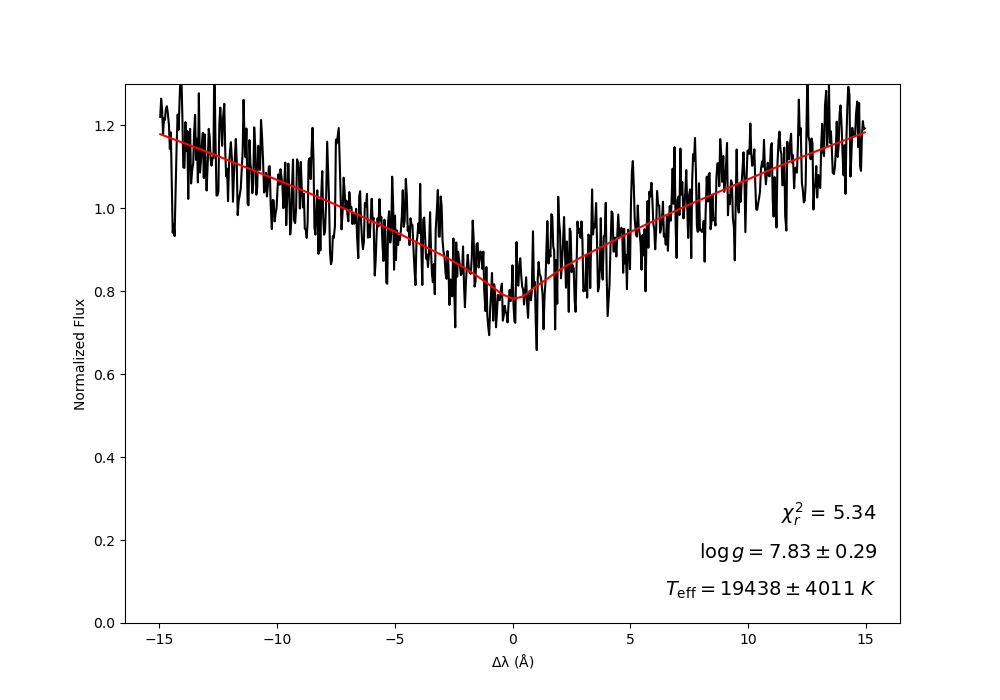 1.2
1.0
0.8
0.6
0.4
0.2
0.0
Normalized Flux
χ²ᵣ = 5.34
log g = 7.83 ± 0.29
T_eff = 19438 ± 4011 K
−15 −10 −5 0 5 10 15
Δλ (Å)